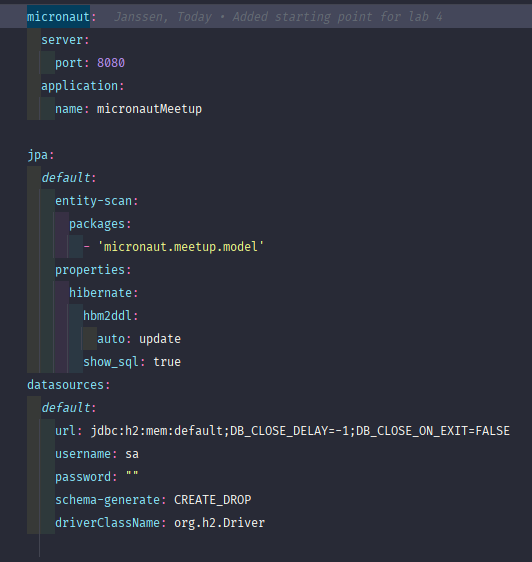 micronaut: Janssen, Today • Added starting point for lab 4
  server:
    port: 8080
  application:
    name: micronautMeetup

jpa:
  default:
    entity-scan:
      packages:
        - 'micronaut.meetup.model'
    properties:
      hibernate:
        hbm2ddl:
          auto: update
        show_sql: true
datasources:
  default:
    url: jdbc:h2:mem:default;DB_CLOSE_DELAY=-1;DB_CLOSE_ON_EXIT=FALSE
    username: sa
    password: ""
    schema-generate: CREATE_DROP
    driverClassName: org.h2.Driver